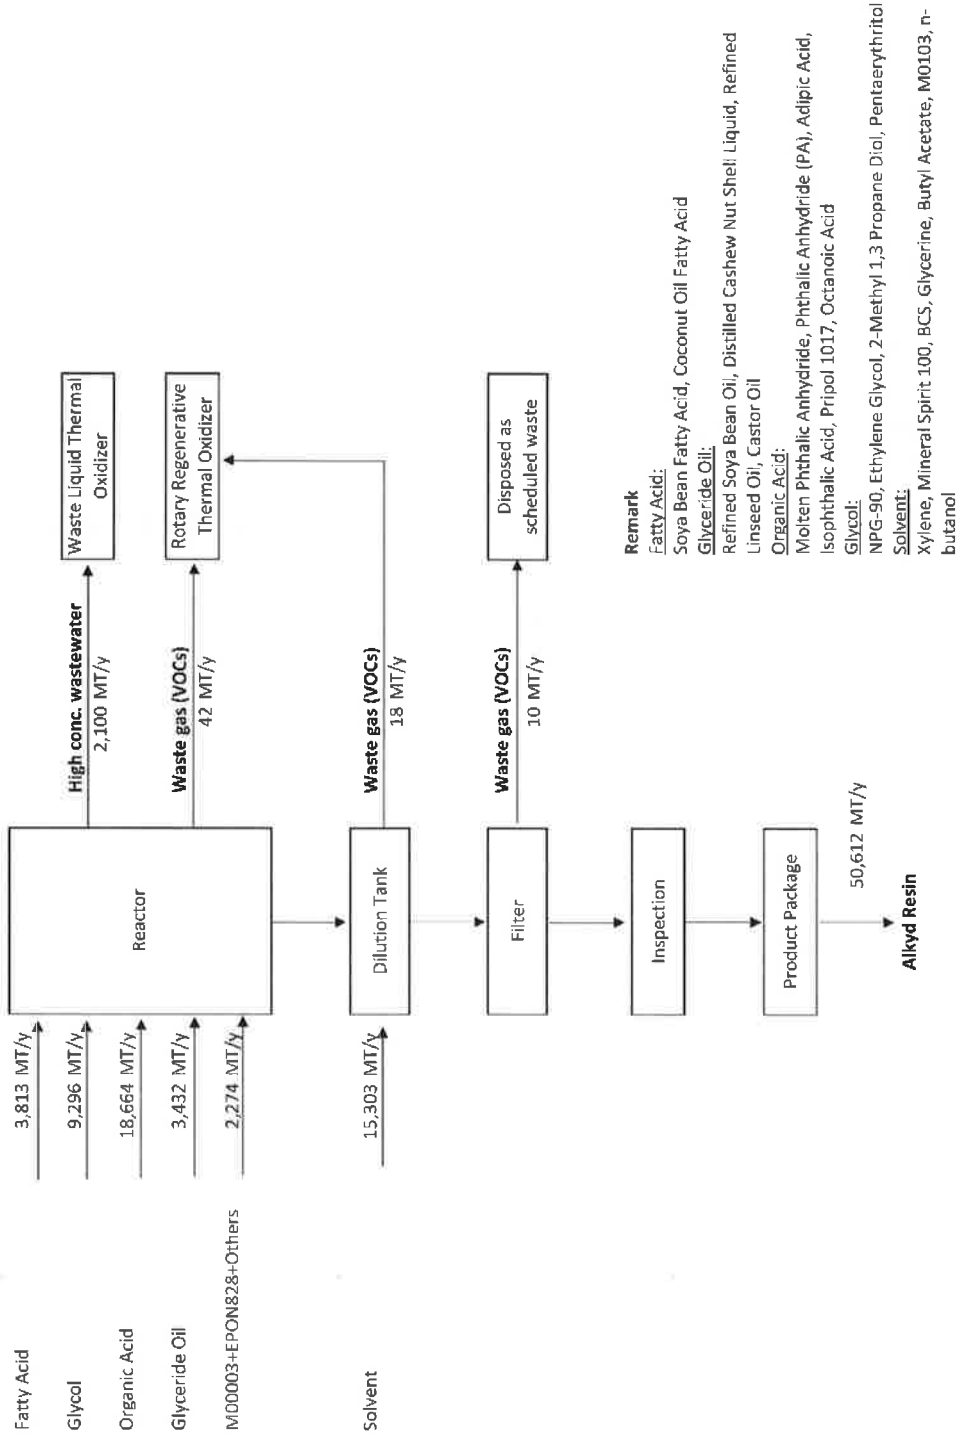 Fatty Acid
3,813 MT/y
Glycol
9,296 MT/y
Organic Acid
18,664 MT/y
Glyceride Oil
3,432 MT/y
M00003+EPON828+Others
2,274 MT/y
Reactor
High conc. wastewater
2,100 MT/y
Waste Liquid Thermal
Oxidizer
Waste gas (VOCs)
42 MT/y
Rotary Regenerative
Thermal Oxidizer
Solvent
15,303 MT/y
Dilution Tank
Waste gas (VOCs)
18 MT/y
Filter
Waste gas (VOCs)
10 MT/y
Disposed as
scheduled waste
Inspection
Product Package
50,612 MT/y
Alkyd Resin
Remark
Fatty Acid:
Soya Bean Fatty Acid, Coconut Oil Fatty Acid
Glyceride Oil:
Refined Soya Bean Oil, Distilled Cashew Nut Shell Liquid, Refined
Linseed Oil, Castor Oil
Organic Acid:
Molten Phthalic Anhydride, Phthalic Anhydride (PA), Adipic Acid,
Isophthalic Acid, Pripol 1017, Octanoic Acid
Glycol:
NPG-90, Ethylene Glycol, 2-Methyl 1,3 Propane Diol, Pentaerythritol
Solvent:
Xylene, Mineral Spirit 100, BCS, Glycerine, Butyl Acetate, M0103, n-
butanol